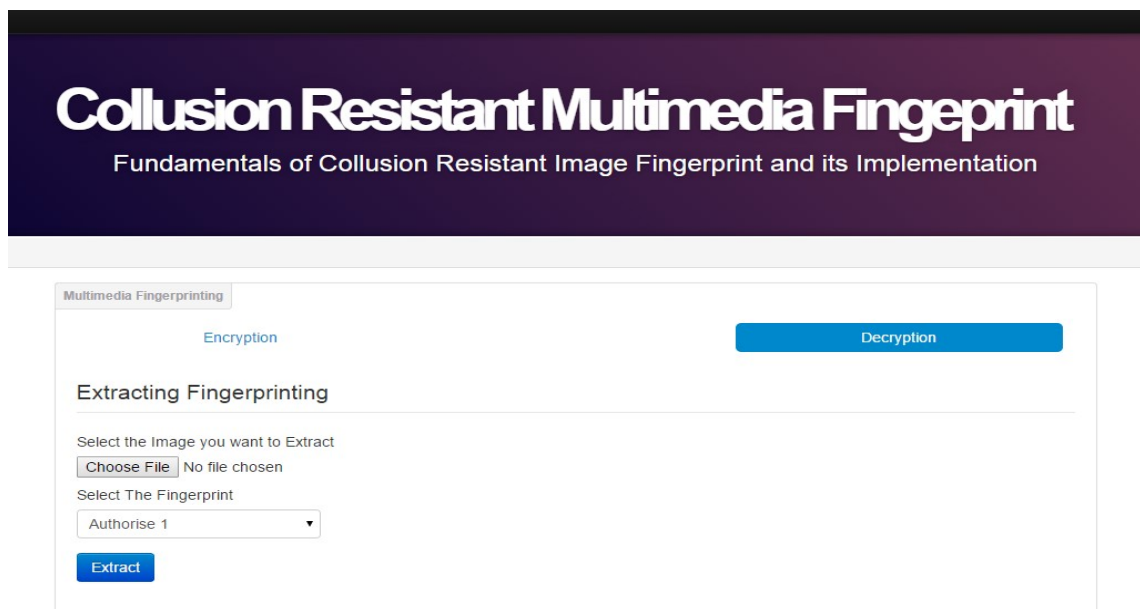 Collusion Resistant Multimedia Fingeprint
Fundamentals of Collusion Resistant Image Fingerprint and its Implementation
Multimedia Fingerprinting
Encryption
Decryption
Extracting Fingerprinting
Select the Image you want to Extract
Choose File No file chosen
Select The Fingerprint
Authorise 1
Extract